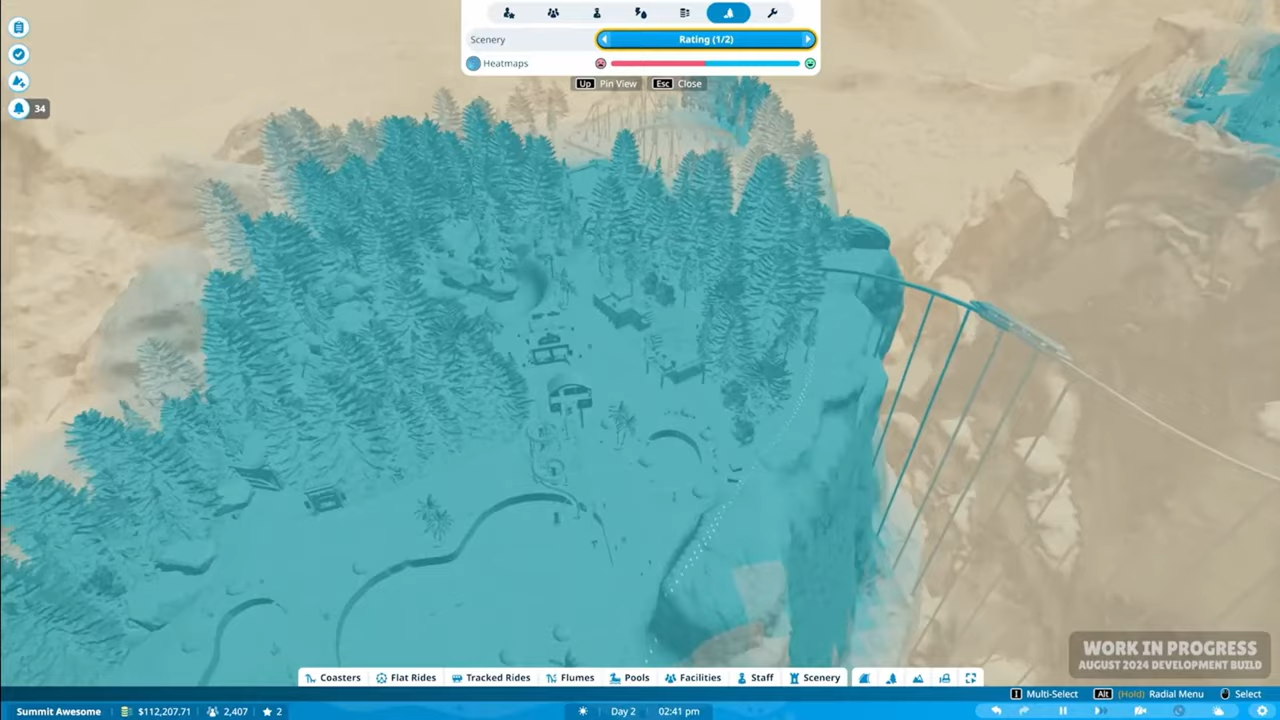 Scenery
Rating (1/2)
Heatmaps
Up Pin View Esc Close
34
WORK IN PROGRESS
AUGUST 2024 DEVELOPMENT BUILD
Coasters Flat Rides Tracked Rides Flumes Pools Facilities Staff Scenery
Multi-Select Alt (Hold) Radial Menu Select
Summit Awesome $112,207.71 2,407 2 Day 2 02:41 pm